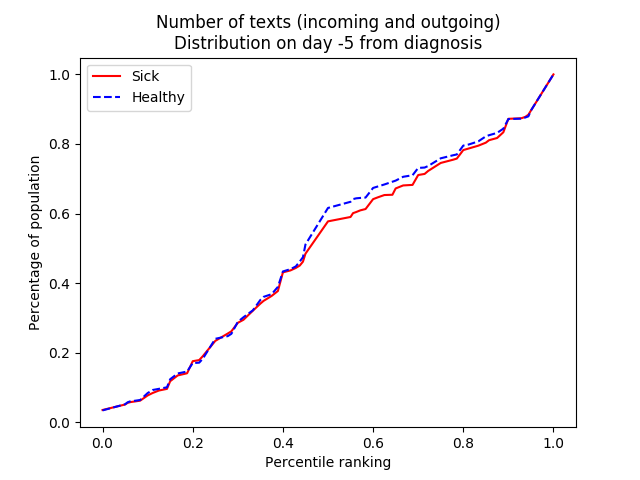 Number of texts (incoming and outgoing)
Distribution on day -5 from diagnosis
Sick
Healthy
1.0
0.8
0.6
0.4
0.2
0.0
Percentage of population
0.0 0.2 0.4 0.6 0.8 1.0
Percentile ranking